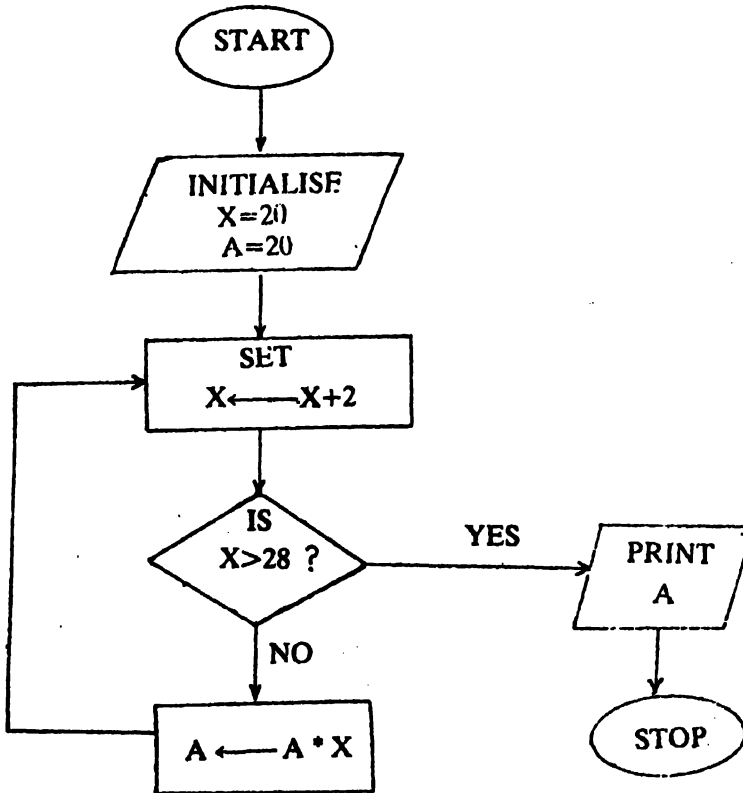 START
INITIALISE
X=20
A=20
SET
X←X+2
IS
X>28 ?
YES
PRINT
A
NO
A ← A * X
STOP